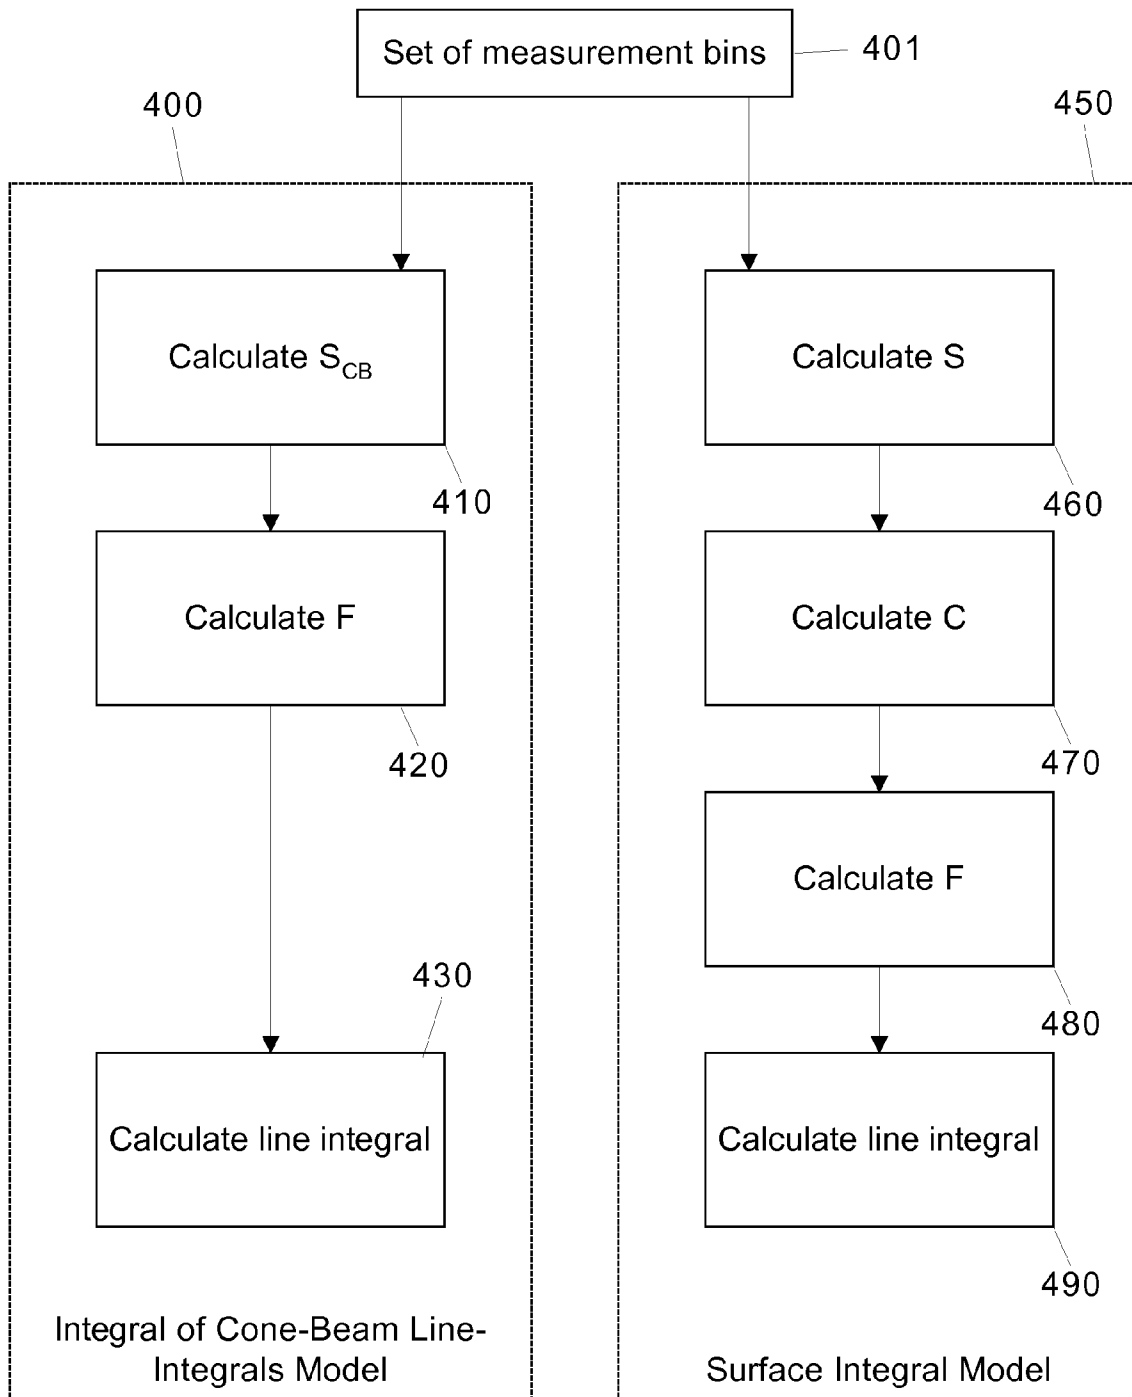 Set of measurement bins
401
400
450
Calculate S_CB
410
Calculate F
420
430
Calculate line integral
Integral of Cone-Beam Line-
Integrals Model
Calculate S
460
Calculate C
470
Calculate F
480
Calculate line integral
490
Surface Integral Model